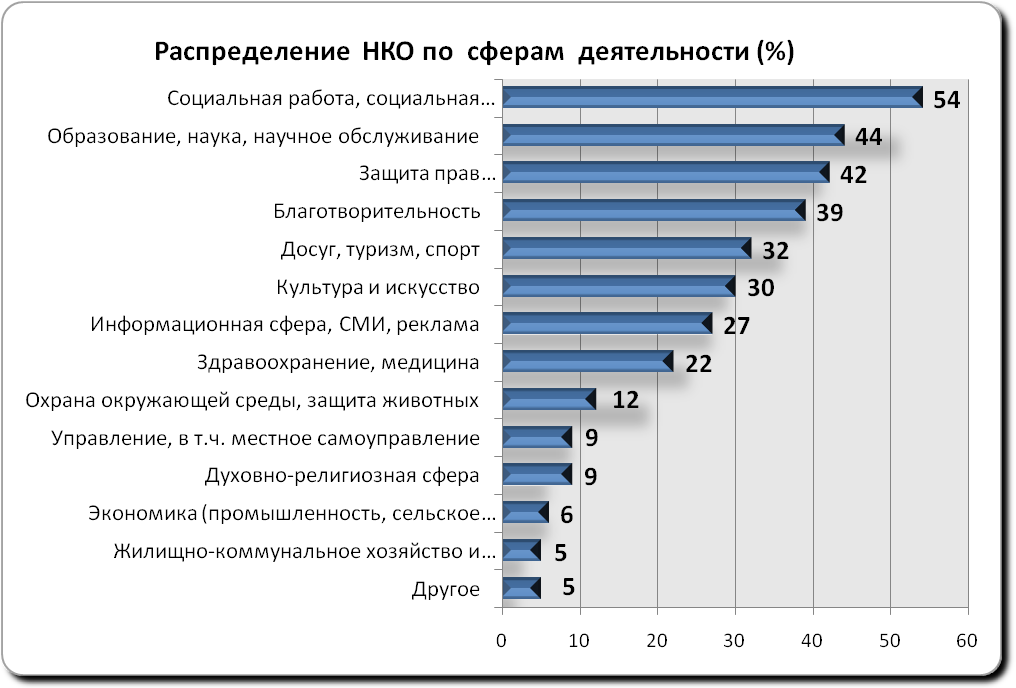 Распределение НКО по сферам деятельности (%)
Социальная работа, социальная... 54
Образование, наука, научное обслуживание 44
Защита прав... 42
Благотворительность 39
Досуг, туризм, спорт 32
Культура и искусство 30
Информационная сфера, СМИ, реклама 27
Здравоохранение, медицина 22
Охрана окружающей среды, защита животных 12
Управление, в т.ч. местное самоуправление 9
Духовно-религиозная сфера 9
Экономика (промышленность, сельское... 6
Жилищно-коммунальное хозяйство и... 5
Другое 5
0 10 20 30 40 50 60